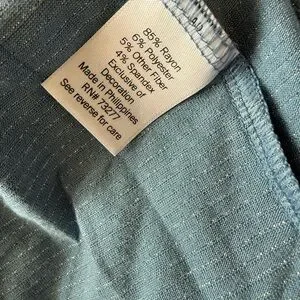 85% Rayon
6% Polyester
5% Other Fiber
4% Spandex
Exclusive of
Decoration
Made in Philippines
RN# 73277
See reverse for care